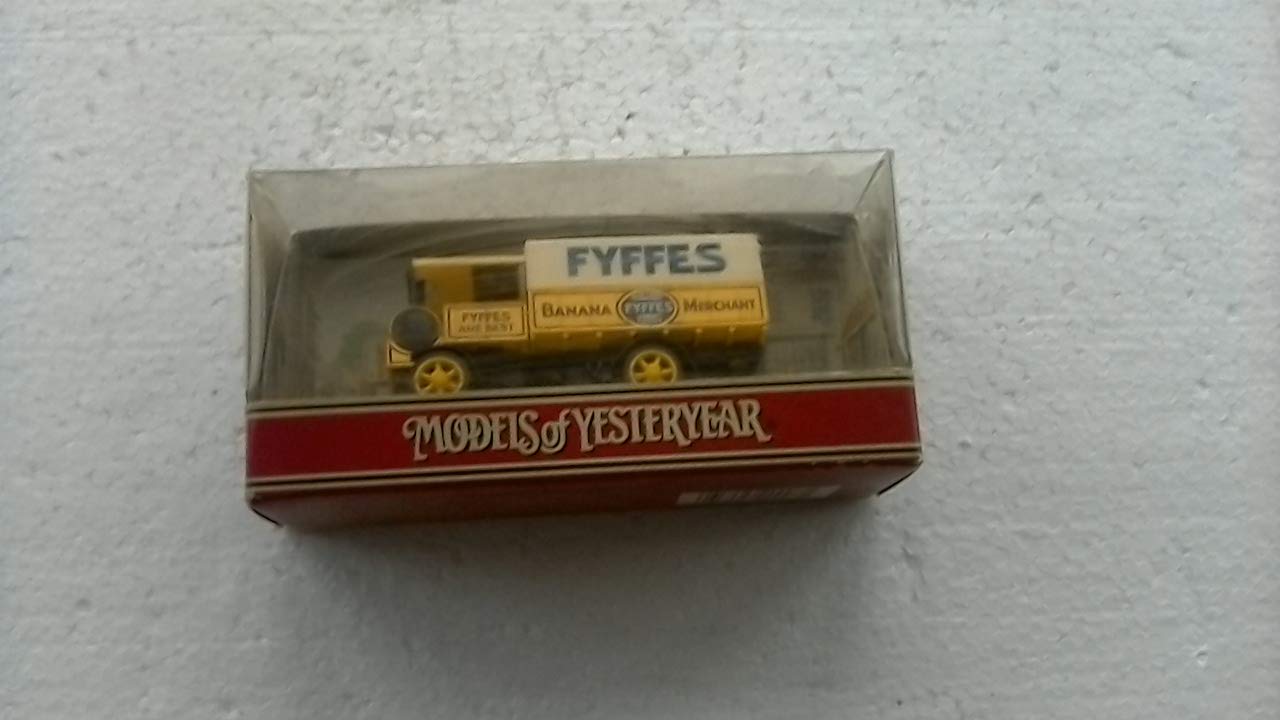 FYFFES
BANANA FYFFES MERCHANT
FYFFES
ARE BEST
MODELS of YESTERYEAR